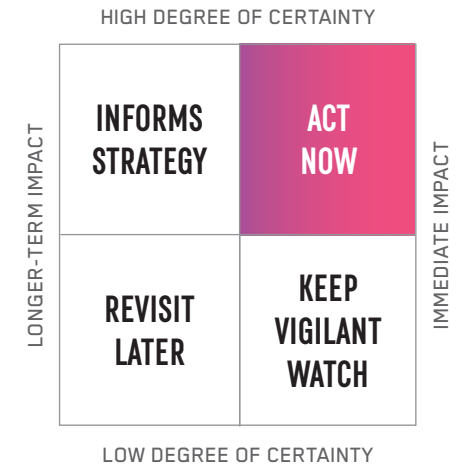 HIGH DEGREE OF CERTAINTY
LONGER-TERM IMPACT
INFORMS
STRATEGY
ACT
NOW
IMMEDIATE IMPACT
REVISIT
LATER
KEEP
VIGILANT
WATCH
LOW DEGREE OF CERTAINTY